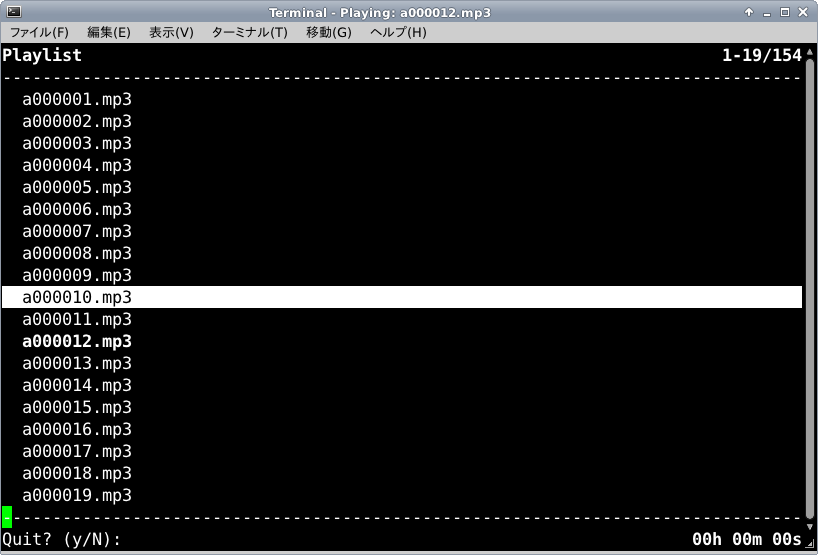 Terminal - Playing: a000012.mp3
ファイル(F) 編集(E) 表示(V) ターミナル(T) 移動(G) ヘルプ(H)
Playlist 1-19/154
--------------------------------------------------------------------------------
a000001.mp3
a000002.mp3
a000003.mp3
a000004.mp3
a000005.mp3
a000006.mp3
a000007.mp3
a000008.mp3
a000009.mp3
a000010.mp3
a000011.mp3
a000012.mp3
a000013.mp3
a000014.mp3
a000015.mp3
a000016.mp3
a000017.mp3
a000018.mp3
a000019.mp3
--------------------------------------------------------------------------------
Quit? (y/N): 00h 00m 00s